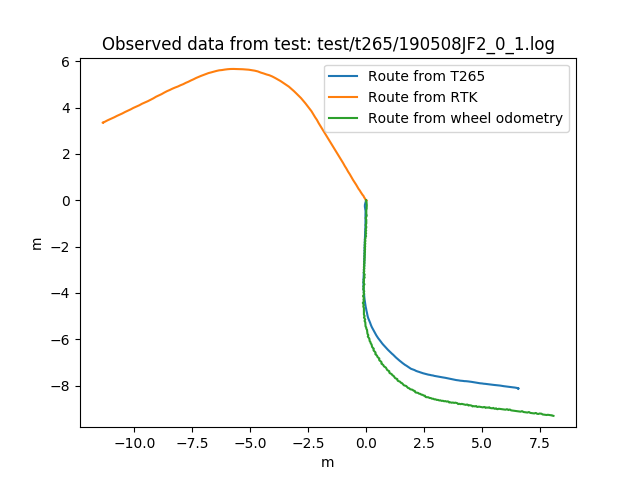 Observed data from test: test/t265/190508JF2_0_1.log
Route from T265
Route from RTK
Route from wheel odometry
6
4
2
0
−2
−4
−6
−8
m
−10.0 −7.5 −5.0 −2.5 0.0 2.5 5.0 7.5
m